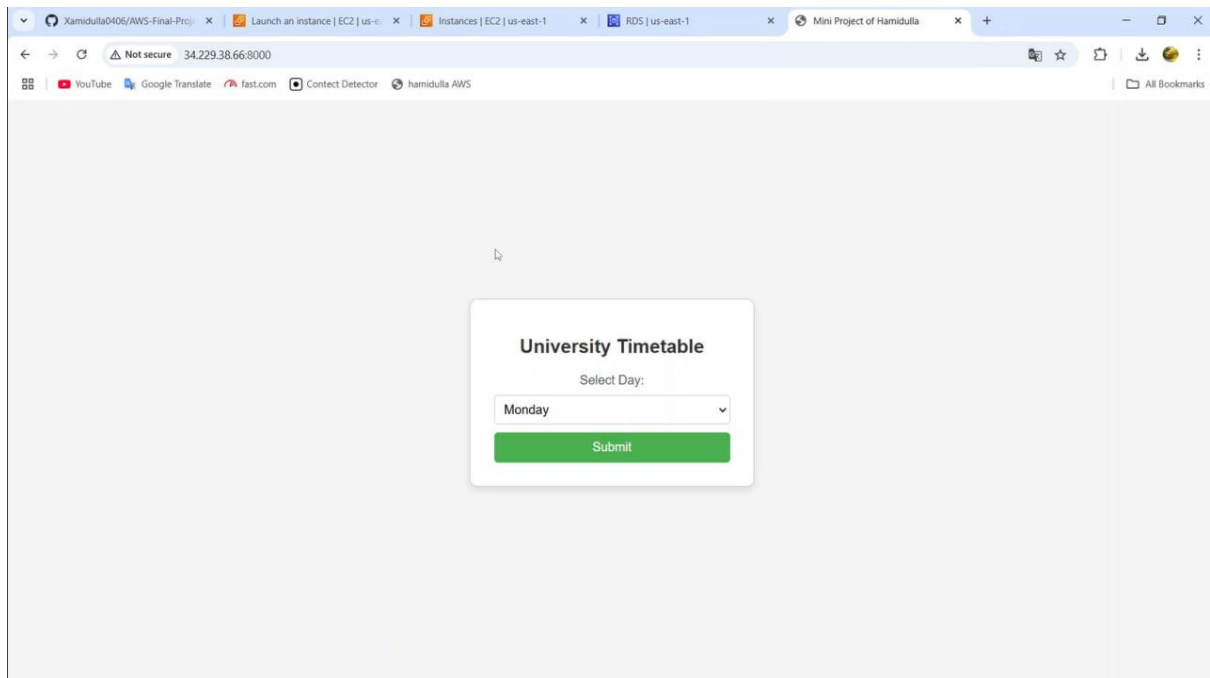 Xamidulla0406/AWS-Final-Proj
Launch an instance | EC2 | us-e
Instances | EC2 | us-east-1
RDS | us-east-1
Mini Project of Hamidulla
Not secure 34.229.38.66:8000
YouTube Google Translate fast.com Contect Detector hamidulla AWS All Bookmarks
University Timetable
Select Day:
Monday
Submit